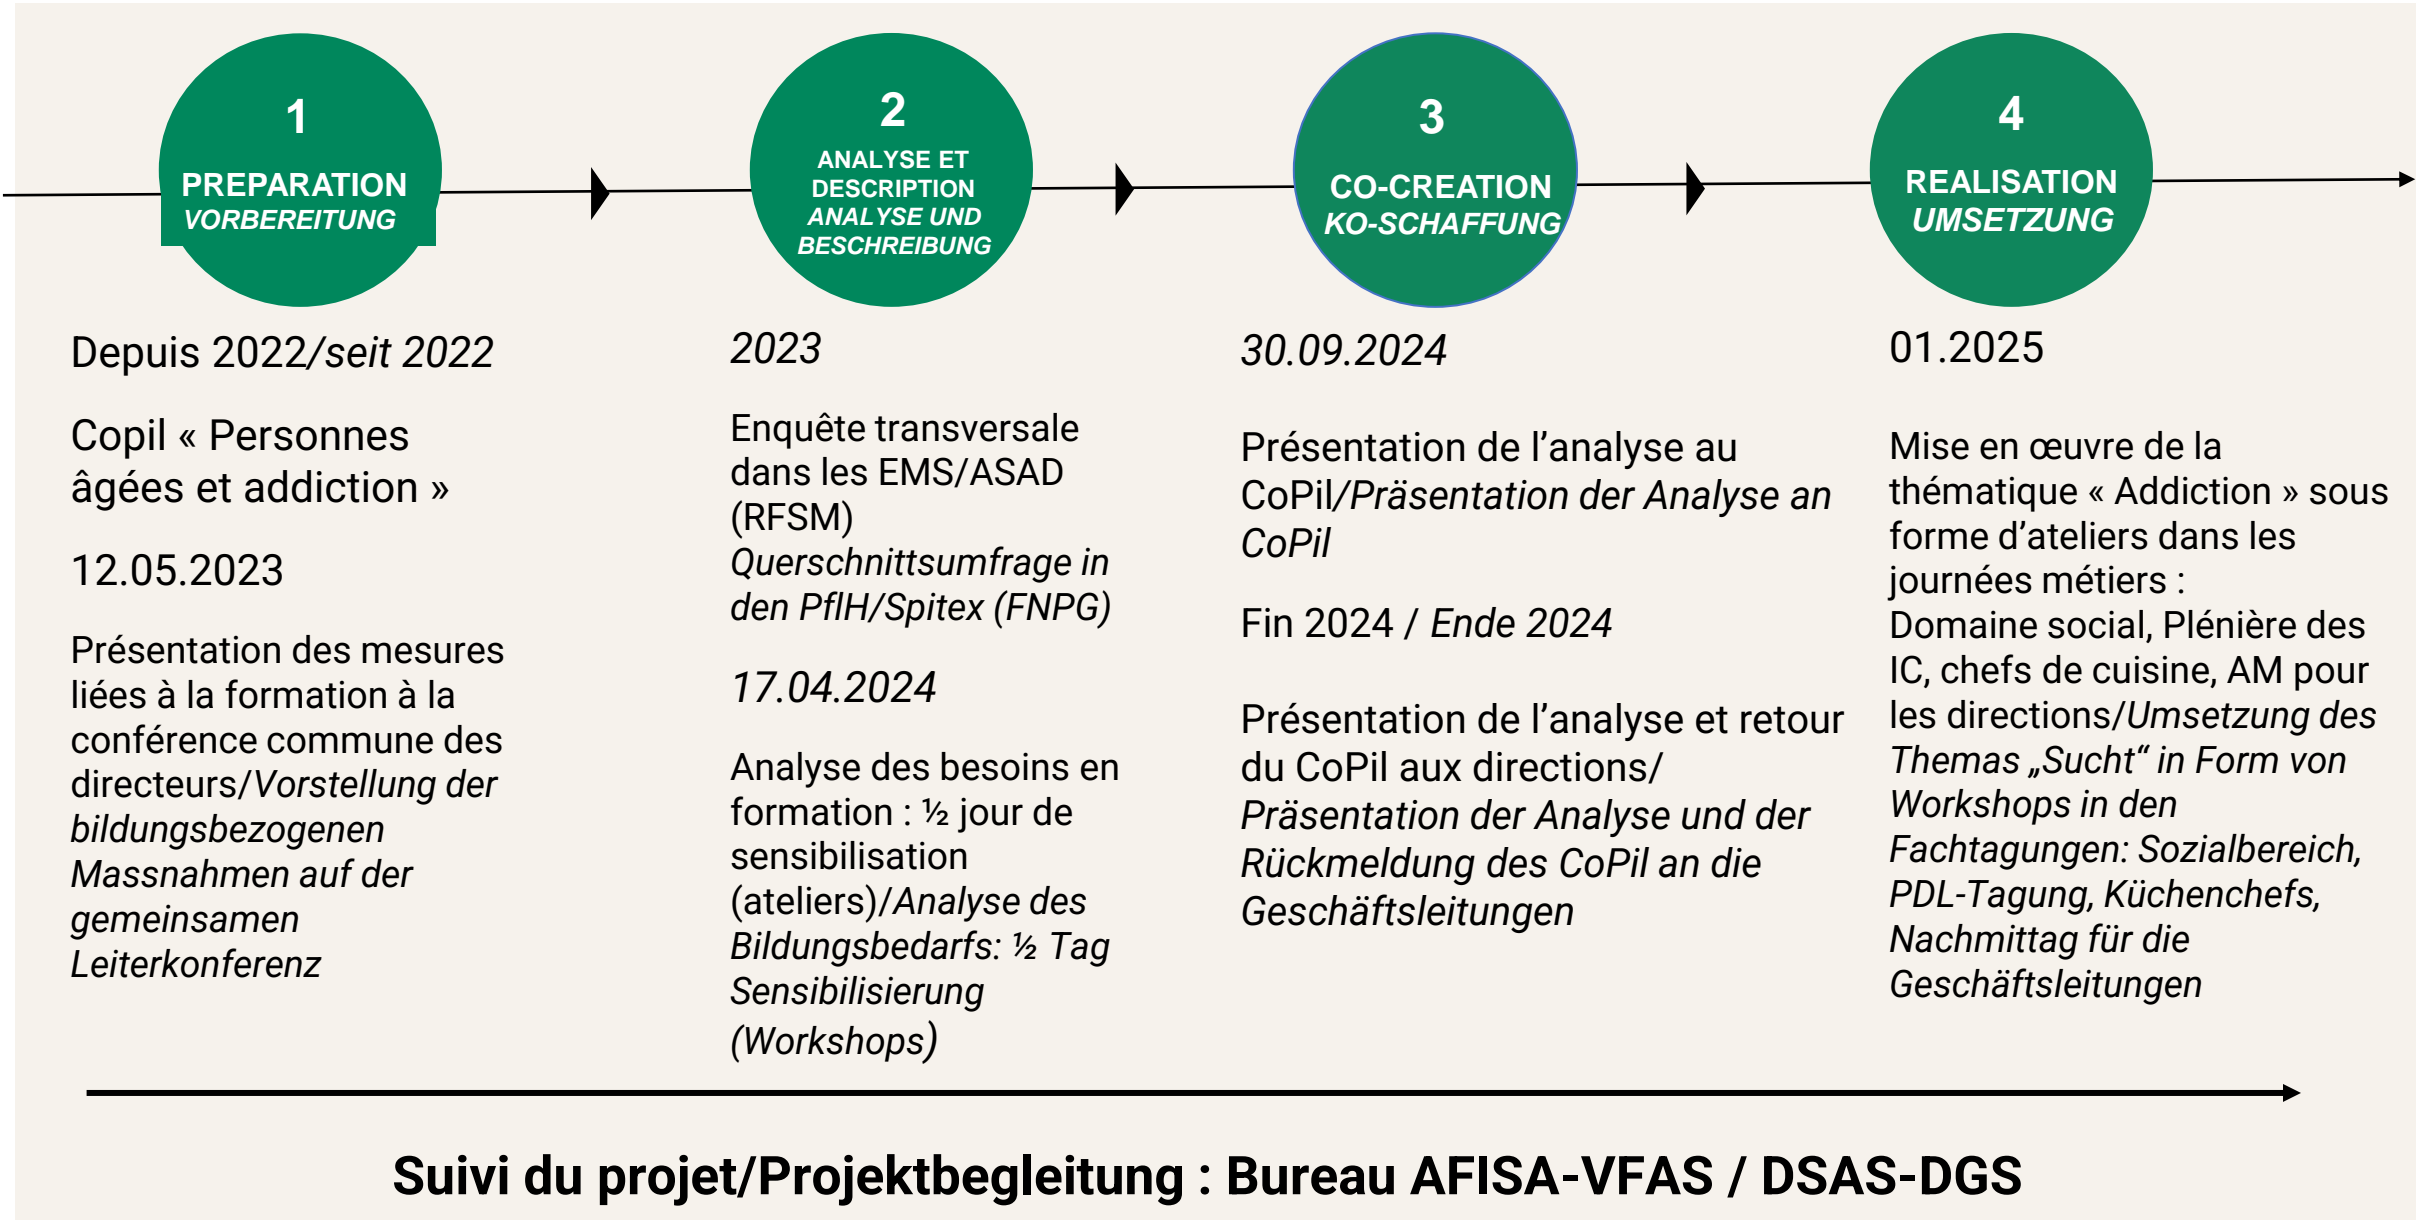 1
PREPARATION
VORBEREITUNG
2
ANALYSE ET
DESCRIPTION
ANALYSE UND
BESCHREIBUNG
3
CO-CREATION
KO-SCHAFFUNG
4
REALISATION
UMSETZUNG
Depuis 2022/seit 2022
Copil « Personnes
âgées et addiction »
12.05.2023
Présentation des mesures
liées à la formation à la
conférence commune des
directeurs/Vorstellung der
bildungsbezogenen
Massnahmen auf der
gemeinsamen
Leiterkonferenz
2023
Enquête transversale
dans les EMS/ASAD
(RFSM)
Querschnittsumfrage in
den PflH/Spitex (FNPG)
17.04.2024
Analyse des besoins en
formation : ½ jour de
sensibilisation
(ateliers)/Analyse des
Bildungsbedarfs: ½ Tag
Sensibilisierung
(Workshops)
30.09.2024
Présentation de l’analyse au
CoPil/Präsentation der Analyse an
CoPil
Fin 2024 / Ende 2024
Présentation de l’analyse et retour
du CoPil aux directions/
Präsentation der Analyse und der
Rückmeldung des CoPil an die
Geschäftsleitungen
01.2025
Mise en œuvre de la
thématique « Addiction » sous
forme d’ateliers dans les
journées métiers :
Domaine social, Plénière des
IC, chefs de cuisine, AM pour
les directions/Umsetzung des
Themas „Sucht“ in Form von
Workshops in den
Fachtagungen: Sozialbereich,
PDL-Tagung, Küchenchefs,
Nachmittag für die
Geschäftsleitungen
Suivi du projet/Projektbegleitung : Bureau AFISA-VFAS / DSAS-DGS